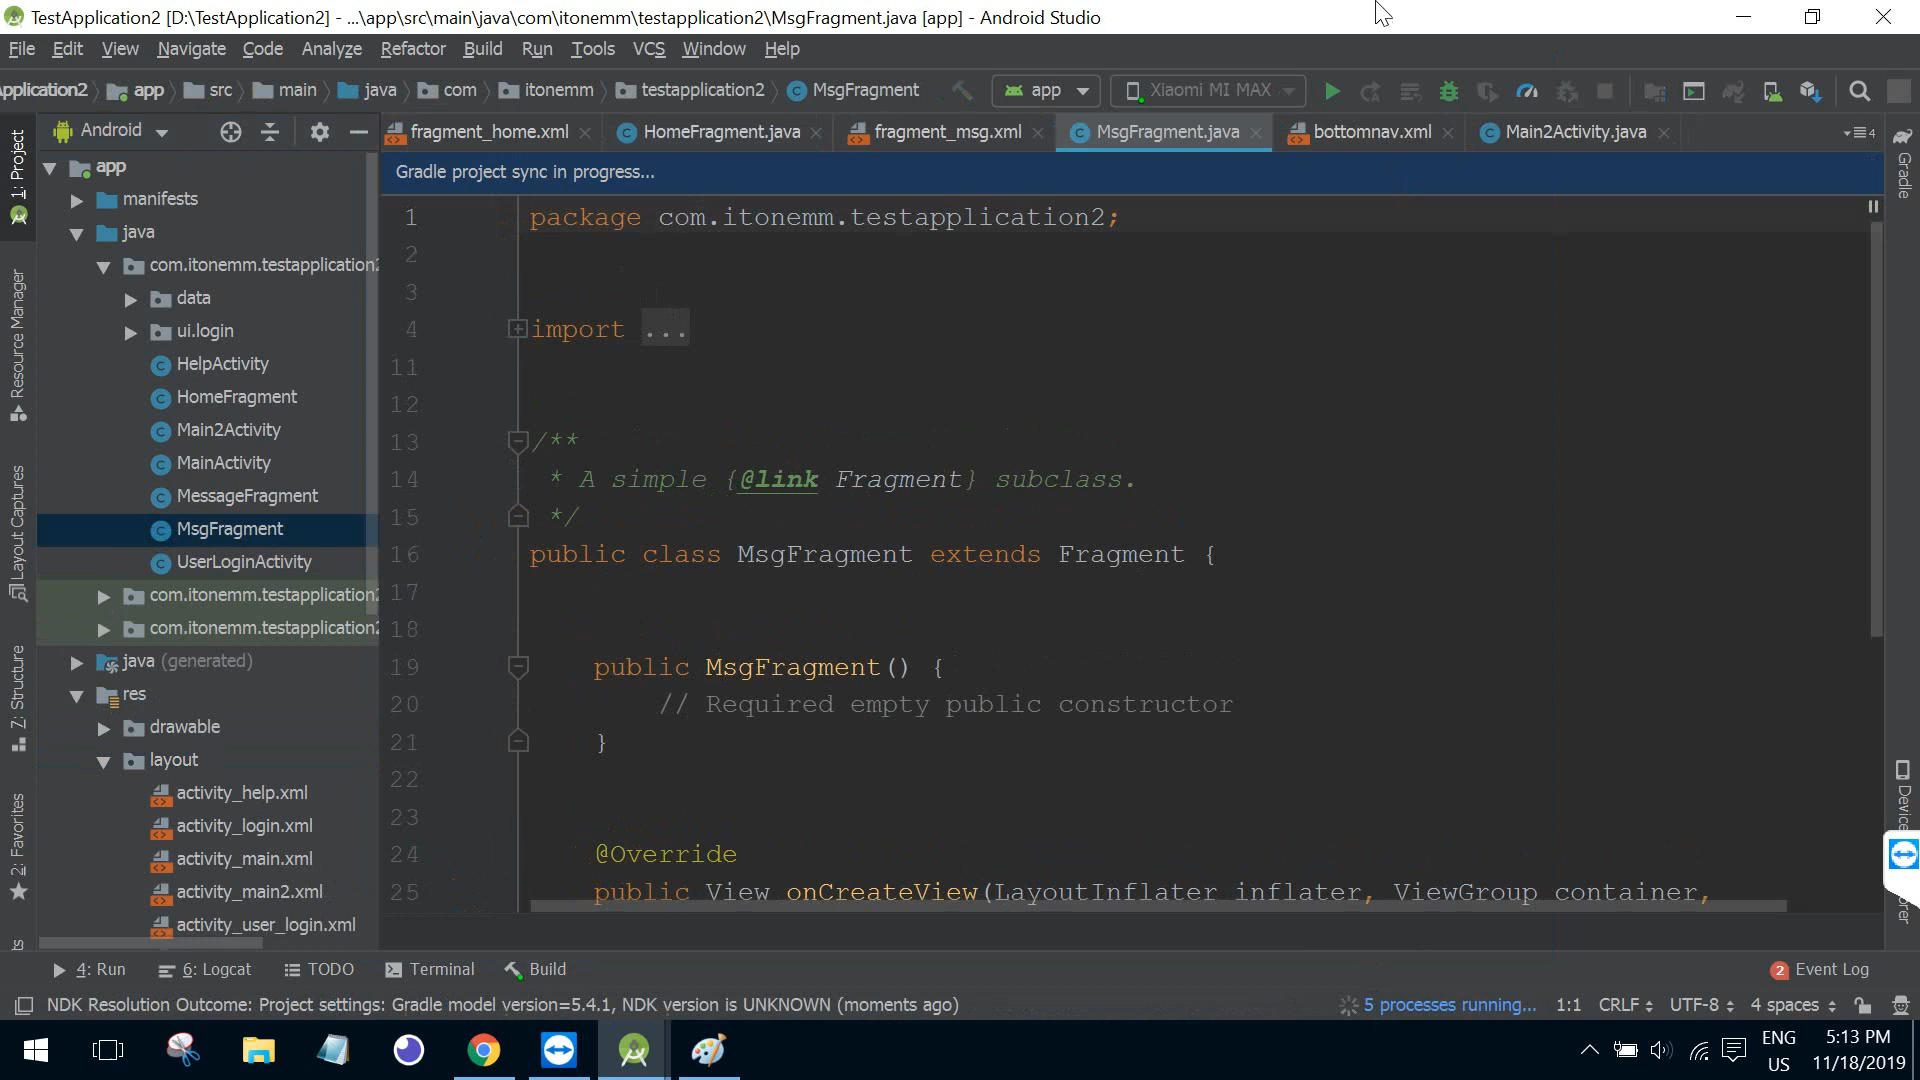 TestApplication2 [D:\TestApplication2] - ...\app\src\main\java\com\itonemm\testapplication2\MsgFragment.java [app] - Android Studio
File Edit View Navigate Code Analyze Refactor Build Run Tools VCS Window Help
pplication2 app src main java com itonemm testapplication2 MsgFragment app Xiaomi MI MAX
Android fragment_home.xml HomeFragment.java fragment_msg.xml MsgFragment.java bottomnav.xml Main2Activity.java 4
Gradle project sync in progress...
1: Project
Resource Manager
Layout Captures
Z: Structure
2: Favorites
ts
app
manifests
java
com.itonemm.testapplication2
data
ui.login
HelpActivity
HomeFragment
Main2Activity
MainActivity
MessageFragment
MsgFragment
UserLoginActivity
com.itonemm.testapplication2
com.itonemm.testapplication2
java (generated)
res
drawable
layout
activity_help.xml
activity_login.xml
activity_main.xml
activity_main2.xml
activity_user_login.xml
1 package com.itonemm.testapplication2;
2
3
4 import ...
11
12
13 /**
14 * A simple {@link Fragment} subclass.
15 */
16 public class MsgFragment extends Fragment {
17
18
19 public MsgFragment() {
20 // Required empty public constructor
21 }
22
23
24 @Override
25 public View onCreateView(LayoutInflater inflater, ViewGroup container,
Gradle
Device
orer
4: Run 6: Logcat TODO Terminal Build 2 Event Log
NDK Resolution Outcome: Project settings: Gradle model version=5.4.1, NDK version is UNKNOWN (moments ago) 5 processes running... 1:1 CRLF UTF-8 4 spaces
ENG
US
5:13 PM
11/18/2019